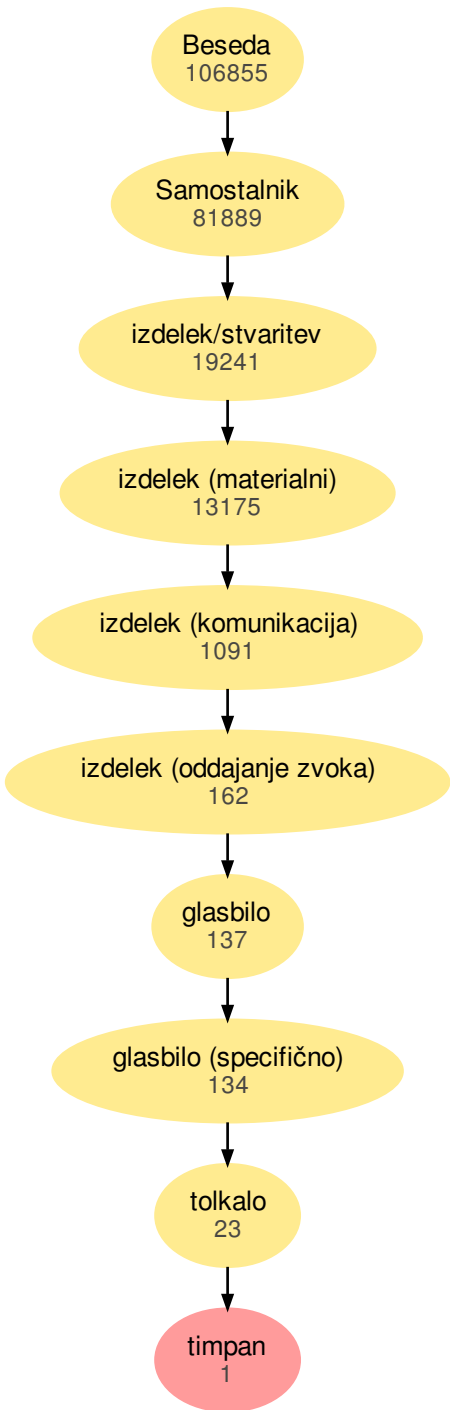 Beseda
106855
Samostalnik
81889
izdelek/stvaritev
19241
izdelek (materialni)
13175
izdelek (komunikacija)
1091
izdelek (oddajanje zvoka)
162
glasbilo
137
glasbilo (specifično)
134
tolkalo
23
timpan
1